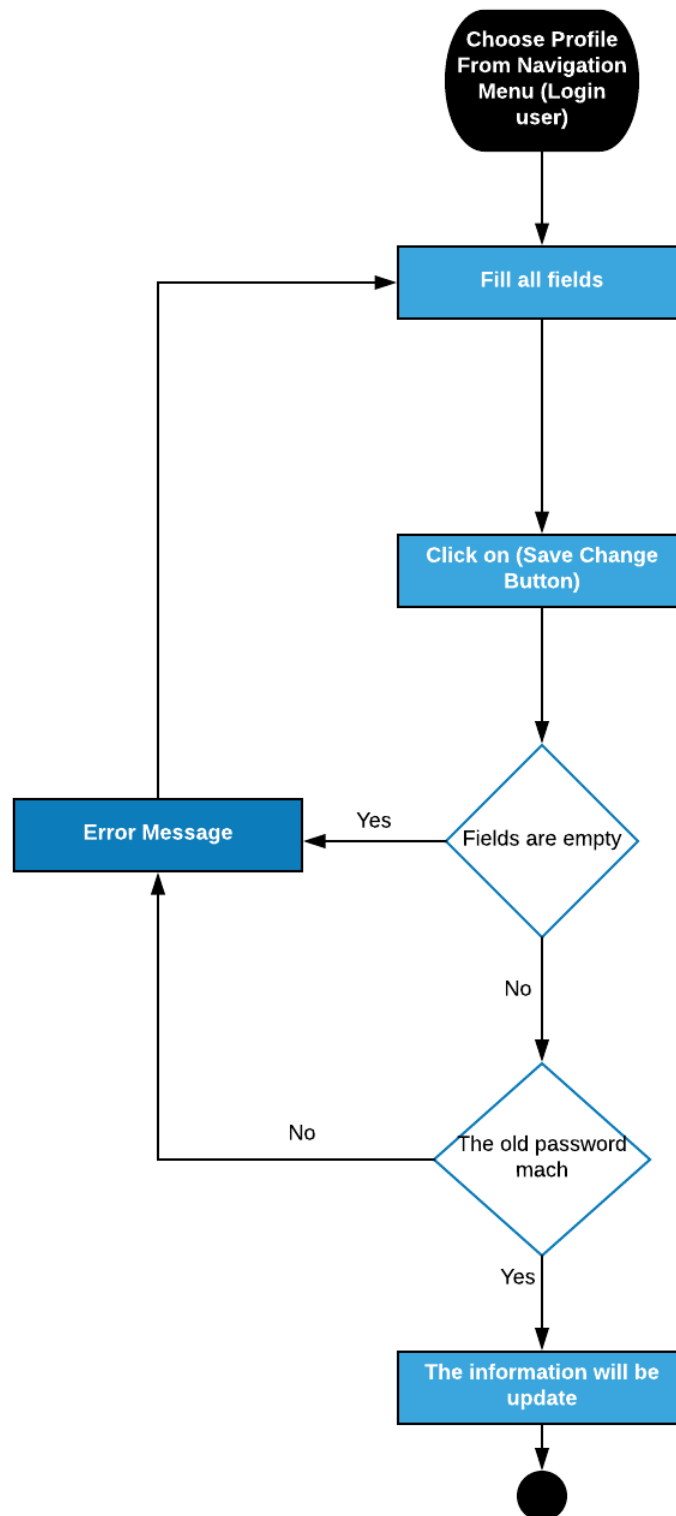 Choose Profile
From Navigation
Menu (Login
user)
Fill all fields
Click on (Save Change
Button)
Error Message
Yes
Fields are empty
No
No
The old password
mach
Yes
The information will be
update